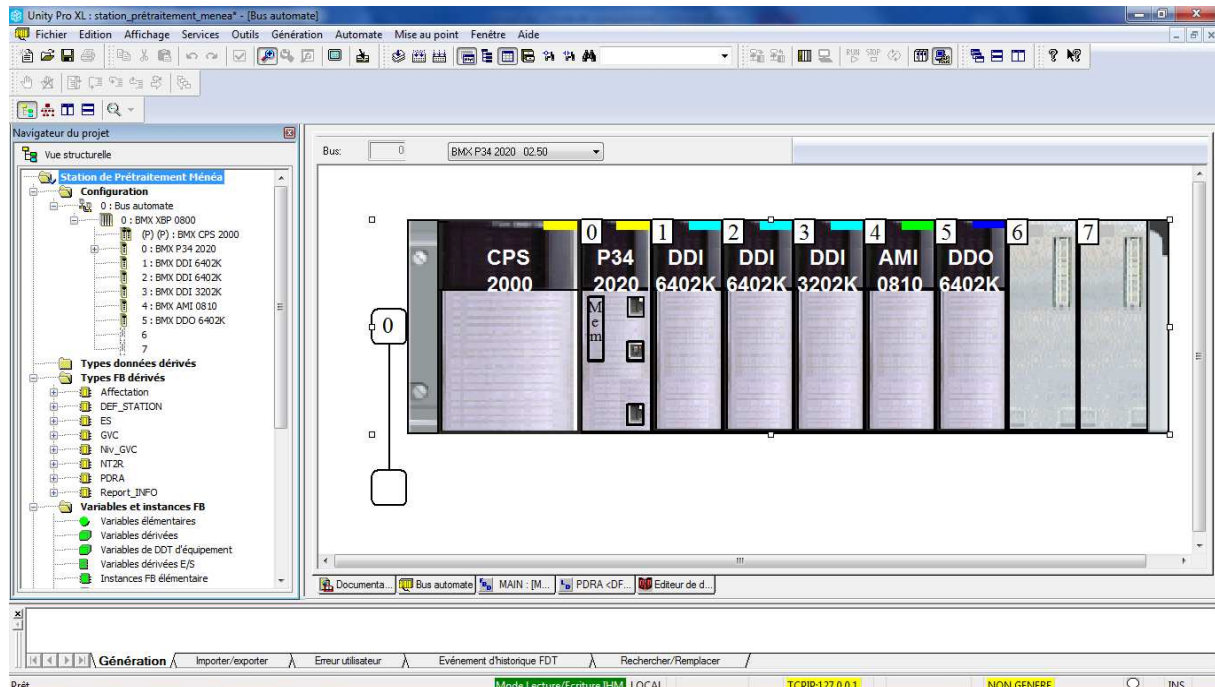 Unity Pro XL : station_prétraitement_menea* - [Bus automate]
Fichier Edition Affichage Services Outils Génération Automate Mise au point Fenêtre Aide
Navigateur du projet
Vue structurelle
Station de Prétraitement Ménéa
Configuration
0 : Bus automate
0 : BMX XBP 0800
(P) (P) : BMX CPS 2000
0 : BMX P34 2020
1 : BMX DDI 6402K
2 : BMX DDI 6402K
3 : BMX DDI 3202K
4 : BMX AMI 0810
5 : BMX DDO 6402K
6
7
Types données dérivés
Types FB dérivés
Affectation
DEF_STATION
ES
GVC
Niv_GVC
NT2R
PDRA
Report_INFO
Variables et instances FB
Variables élémentaires
Variables dérivées
Variables de DDT d'équipement
Variables dérivées E/S
Instances FB élémentaire
Bus: 0 BMX P34 2020 02.50
0 1 2 3 4 5 6 7
CPS P34 DDI DDI DDI AMI DDO
2000 2020 6402K 6402K 3202K 0810 6402K
Mem
0
Documenta... Bus automate MAIN : [M... PDRA <DF... Editeur de d...
Génération Importer/exporter Erreur utilisateur Evénement d'historique FDT Rechercher/Remplacer
Prêt Mode Lecture/Ecriture IHM LOCAL TCPIP:127.0.0.1 NON GENERE INS